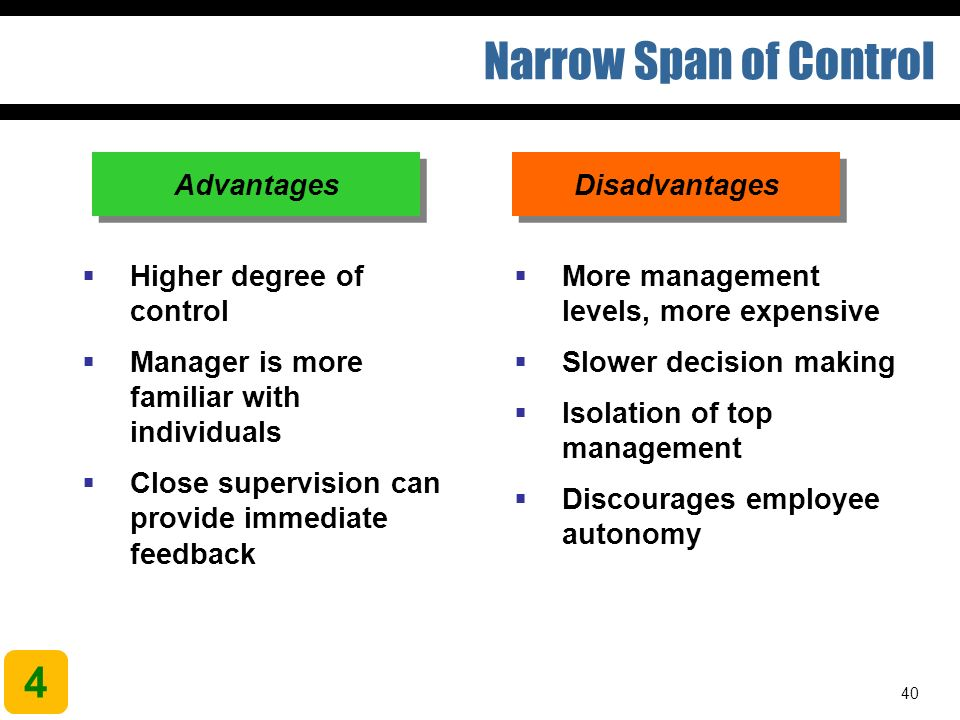 Narrow Span of Control
Advantages
Higher degree of
control
Manager is more
familiar with
individuals
Close supervision can
provide immediate
feedback
Disadvantages
More management
levels, more expensive
Slower decision making
Isolation of top
management
Discourages employee
autonomy
4
40